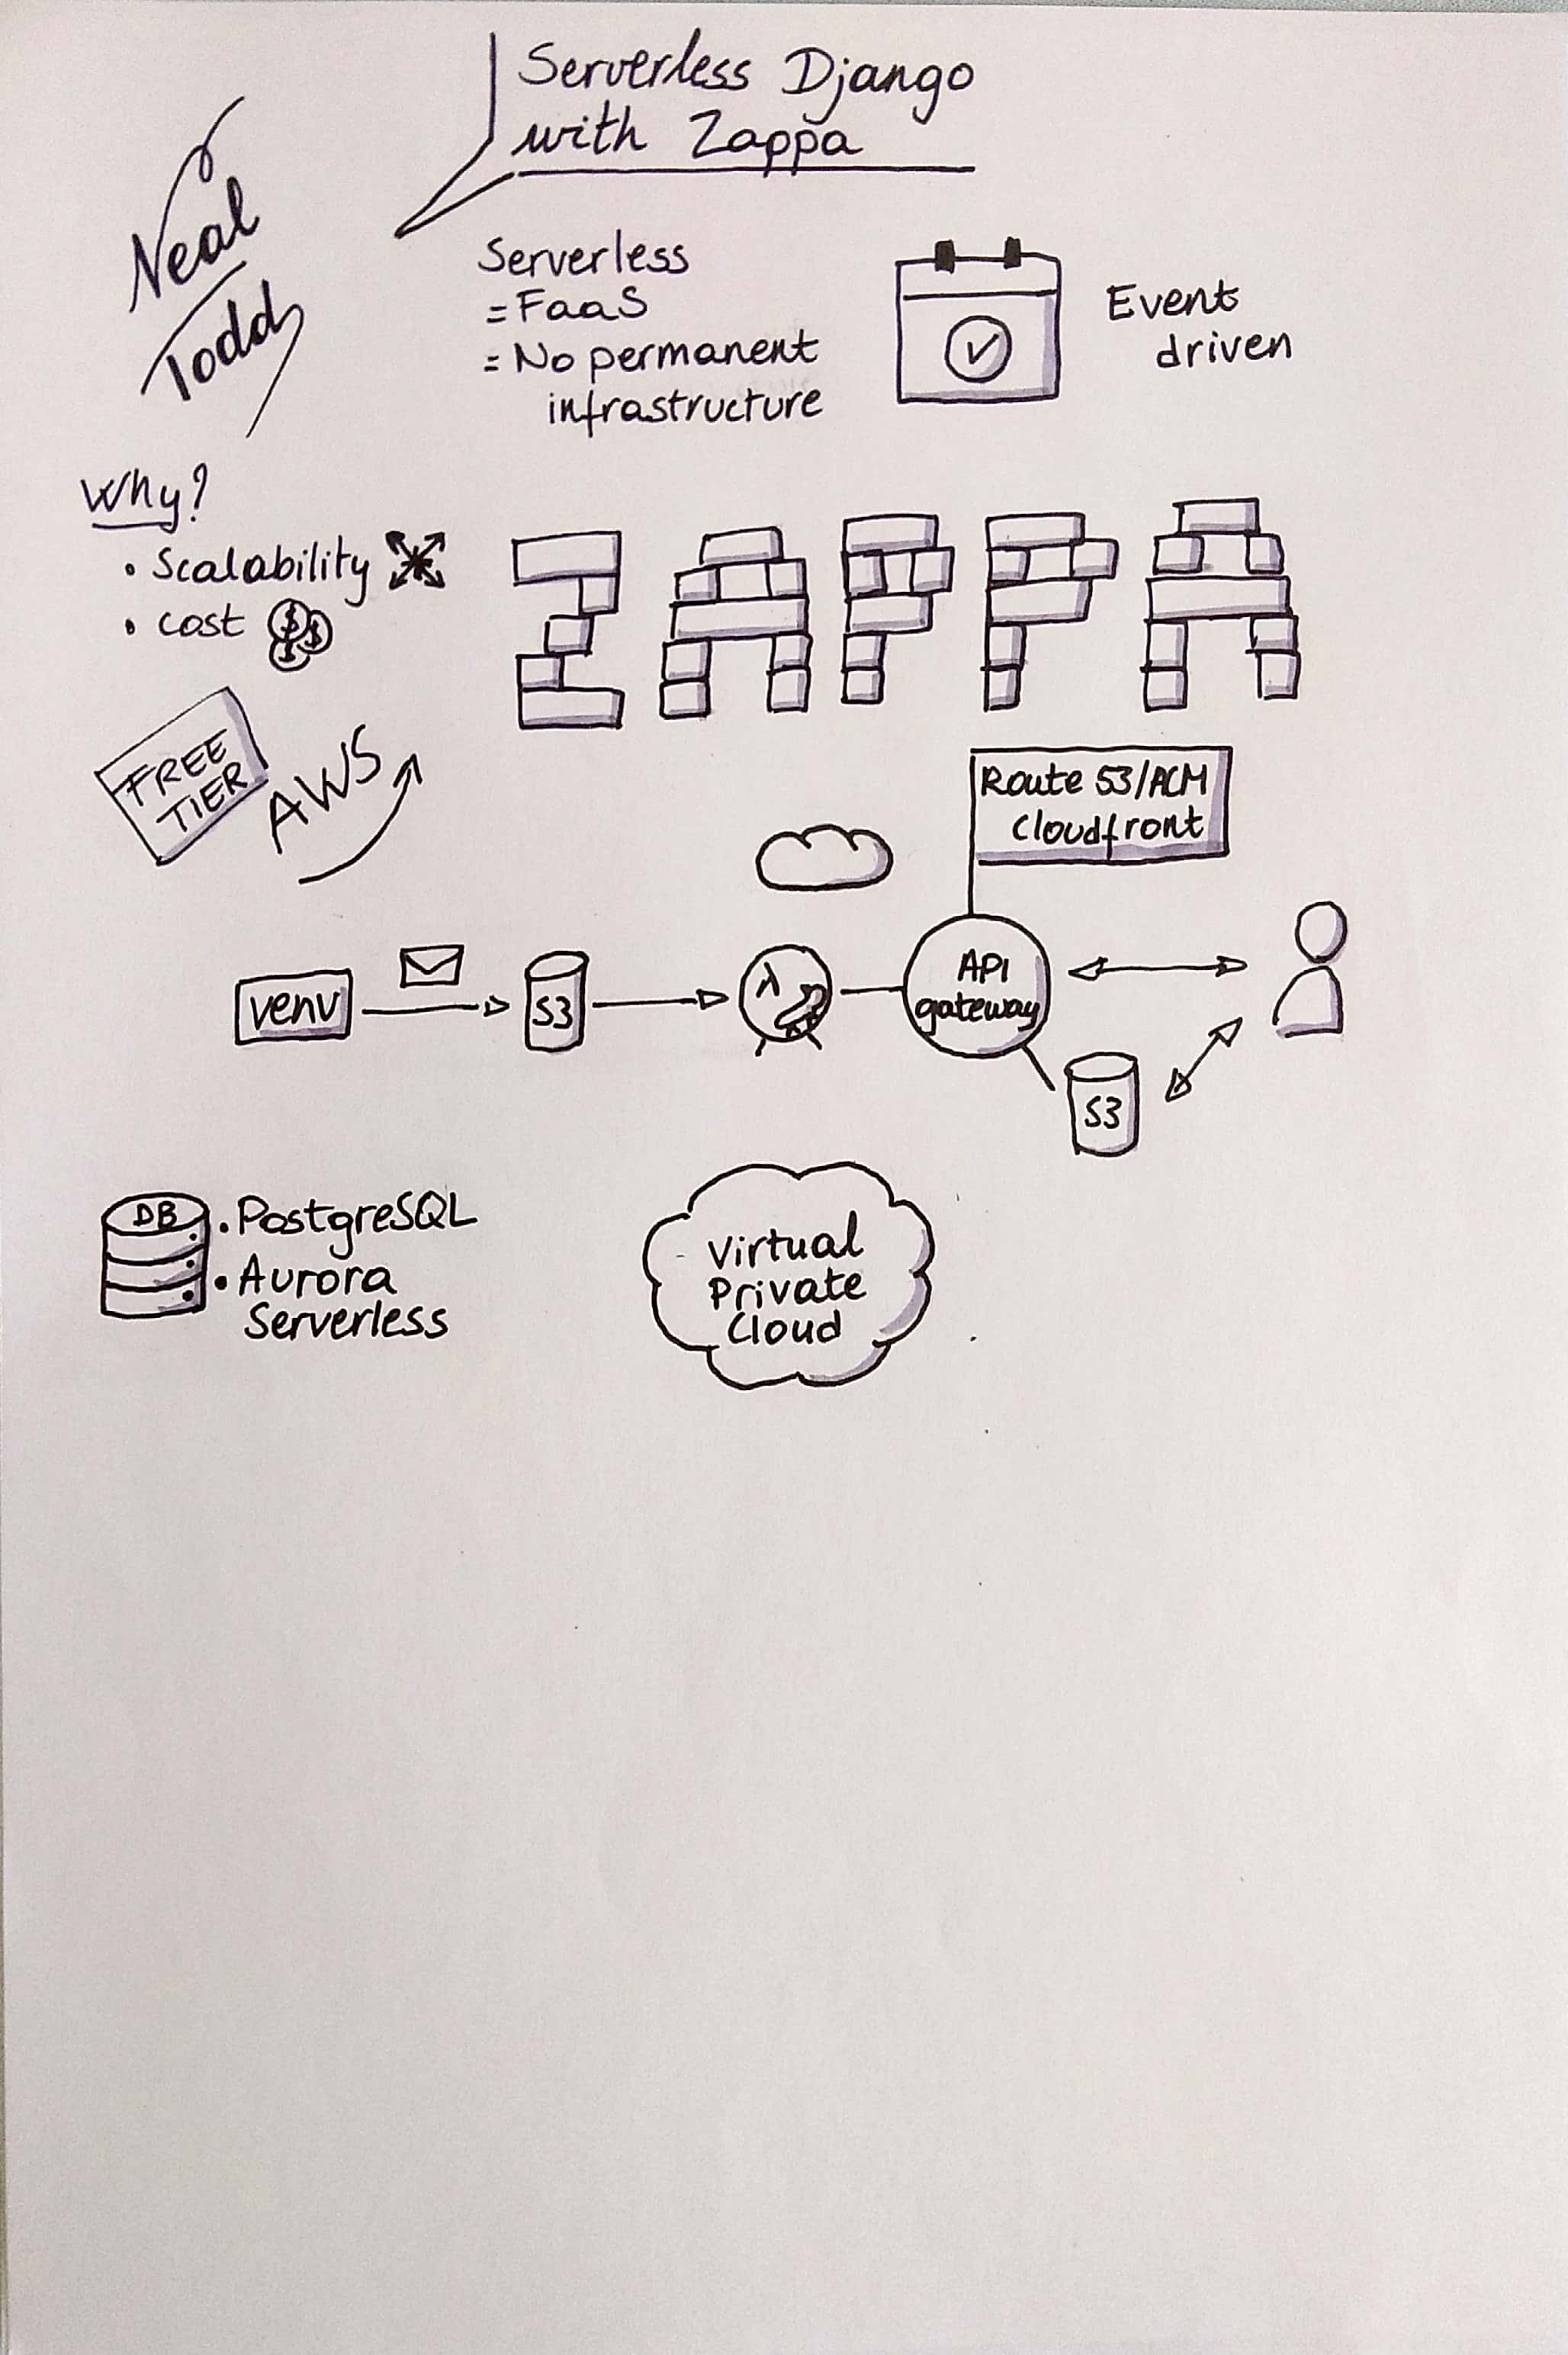 Serverless Django
with Zappa
Neal
Todd
Serverless
= FaaS
= No permanent
infrastructure
Event
driven
Why?
• Scalability
• cost
$ $ $
ZAPPA
FREE
TIER
AWS
Route 53/ACM
Cloudfront
venv
S3
λ
API
gateway
S3
DB
• PostgreSQL
• Aurora
Serverless
Virtual
Private
Cloud